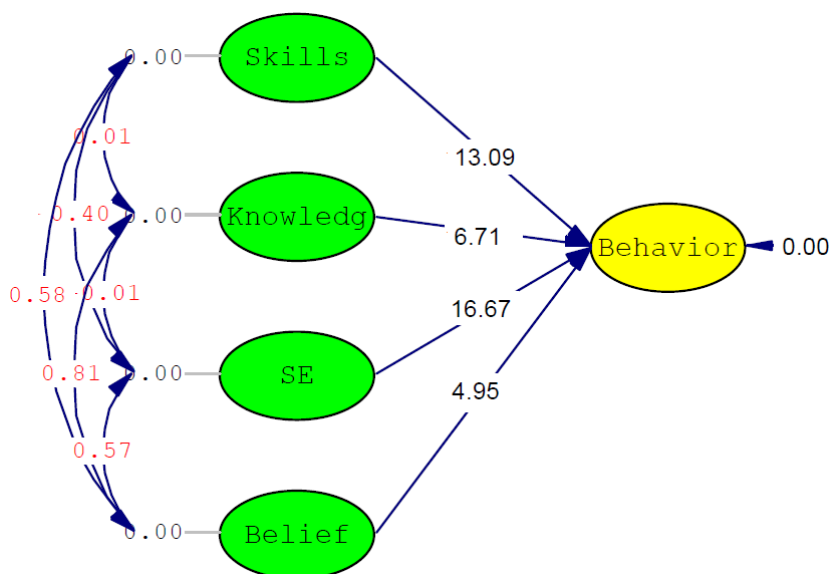 0.00 Skills
0.01
13.09
-0.40 0.00 Knowledg
6.71
Behavior 0.00
0.58 -0.01
16.67
0.81 0.00 SE
4.95
0.57
0.00 Belief